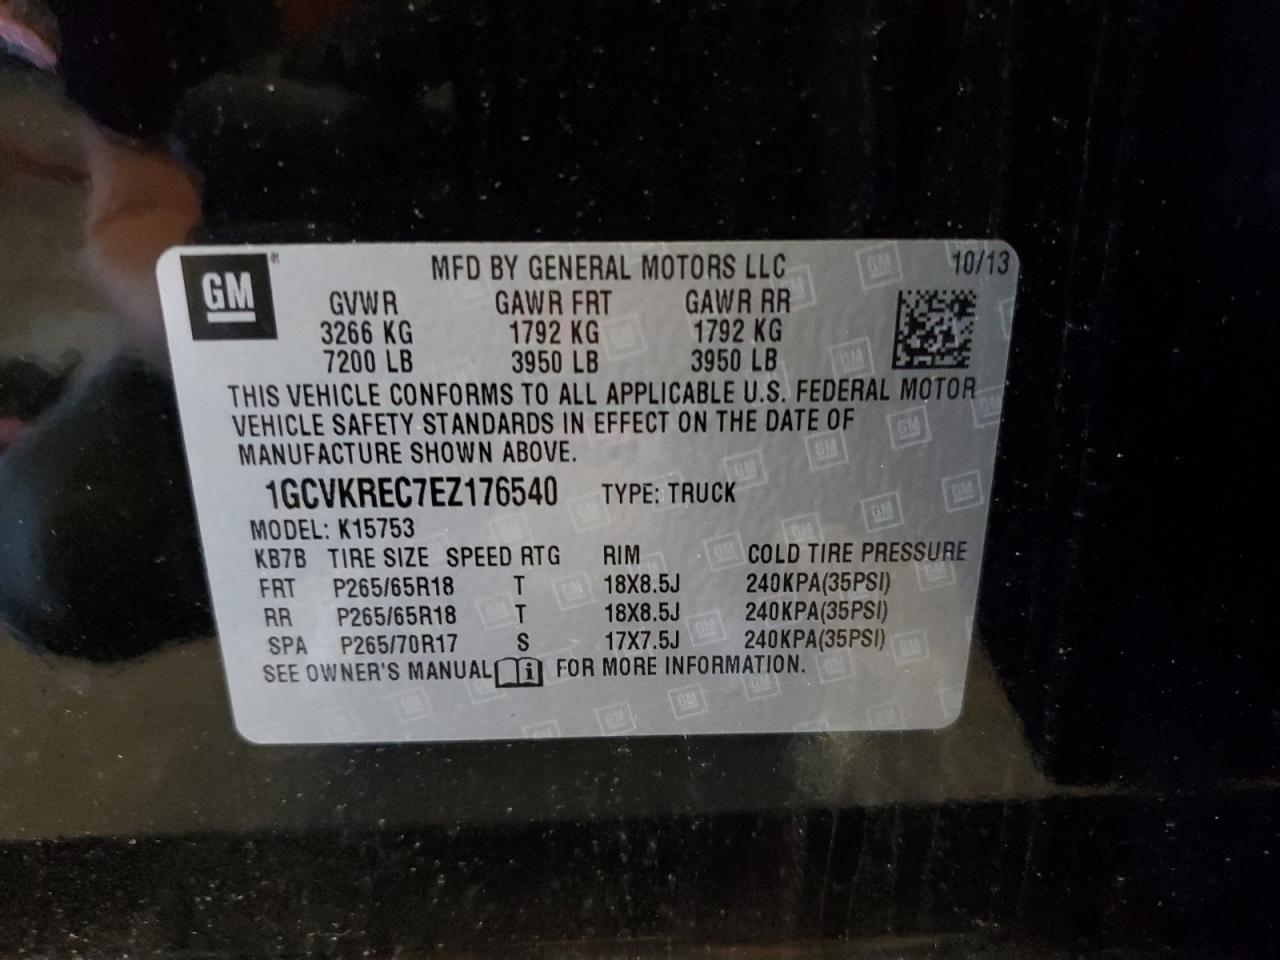 GM®
MFD BY GENERAL MOTORS LLC 10/13
GVWR GAWR FRT GAWR RR
3266 KG 1792 KG 1792 KG
7200 LB 3950 LB 3950 LB
THIS VEHICLE CONFORMS TO ALL APPLICABLE U.S. FEDERAL MOTOR
VEHICLE SAFETY STANDARDS IN EFFECT ON THE DATE OF
MANUFACTURE SHOWN ABOVE.
1GCVKREC7EZ176540 TYPE: TRUCK
MODEL: K15753
KB7B TIRE SIZE SPEED RTG RIM COLD TIRE PRESSURE
FRT P265/65R18 T 18X8.5J 240KPA(35PSI)
RR P265/65R18 T 18X8.5J 240KPA(35PSI)
SPA P265/70R17 S 17X7.5J 240KPA(35PSI)
SEE OWNER'S MANUAL i FOR MORE INFORMATION.